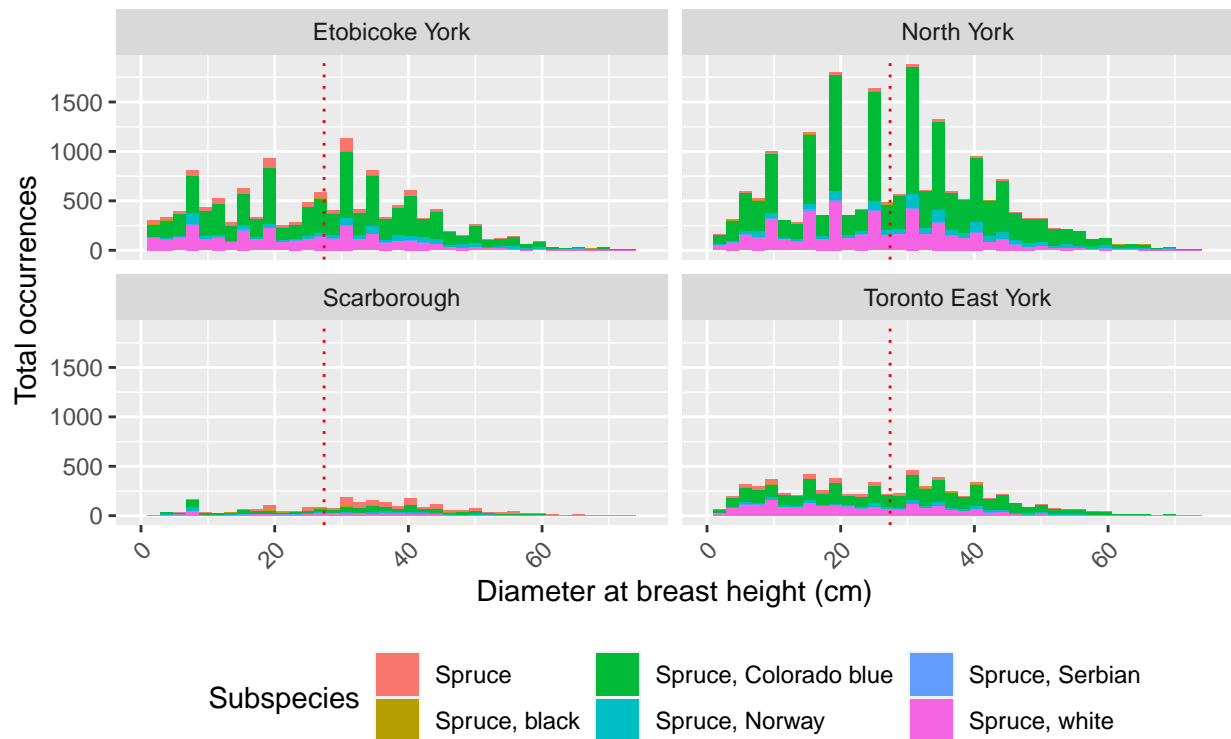 Etobicoke York
North York
1500
1000
500
0
Scarborough
Toronto East York
1500
1000
500
0
Total occurrences
0
20
40
60
0
20
40
60
Diameter at breast height (cm)
Subspecies
Spruce
Spruce, Colorado blue
Spruce, Serbian
Spruce, black
Spruce, Norway
Spruce, white